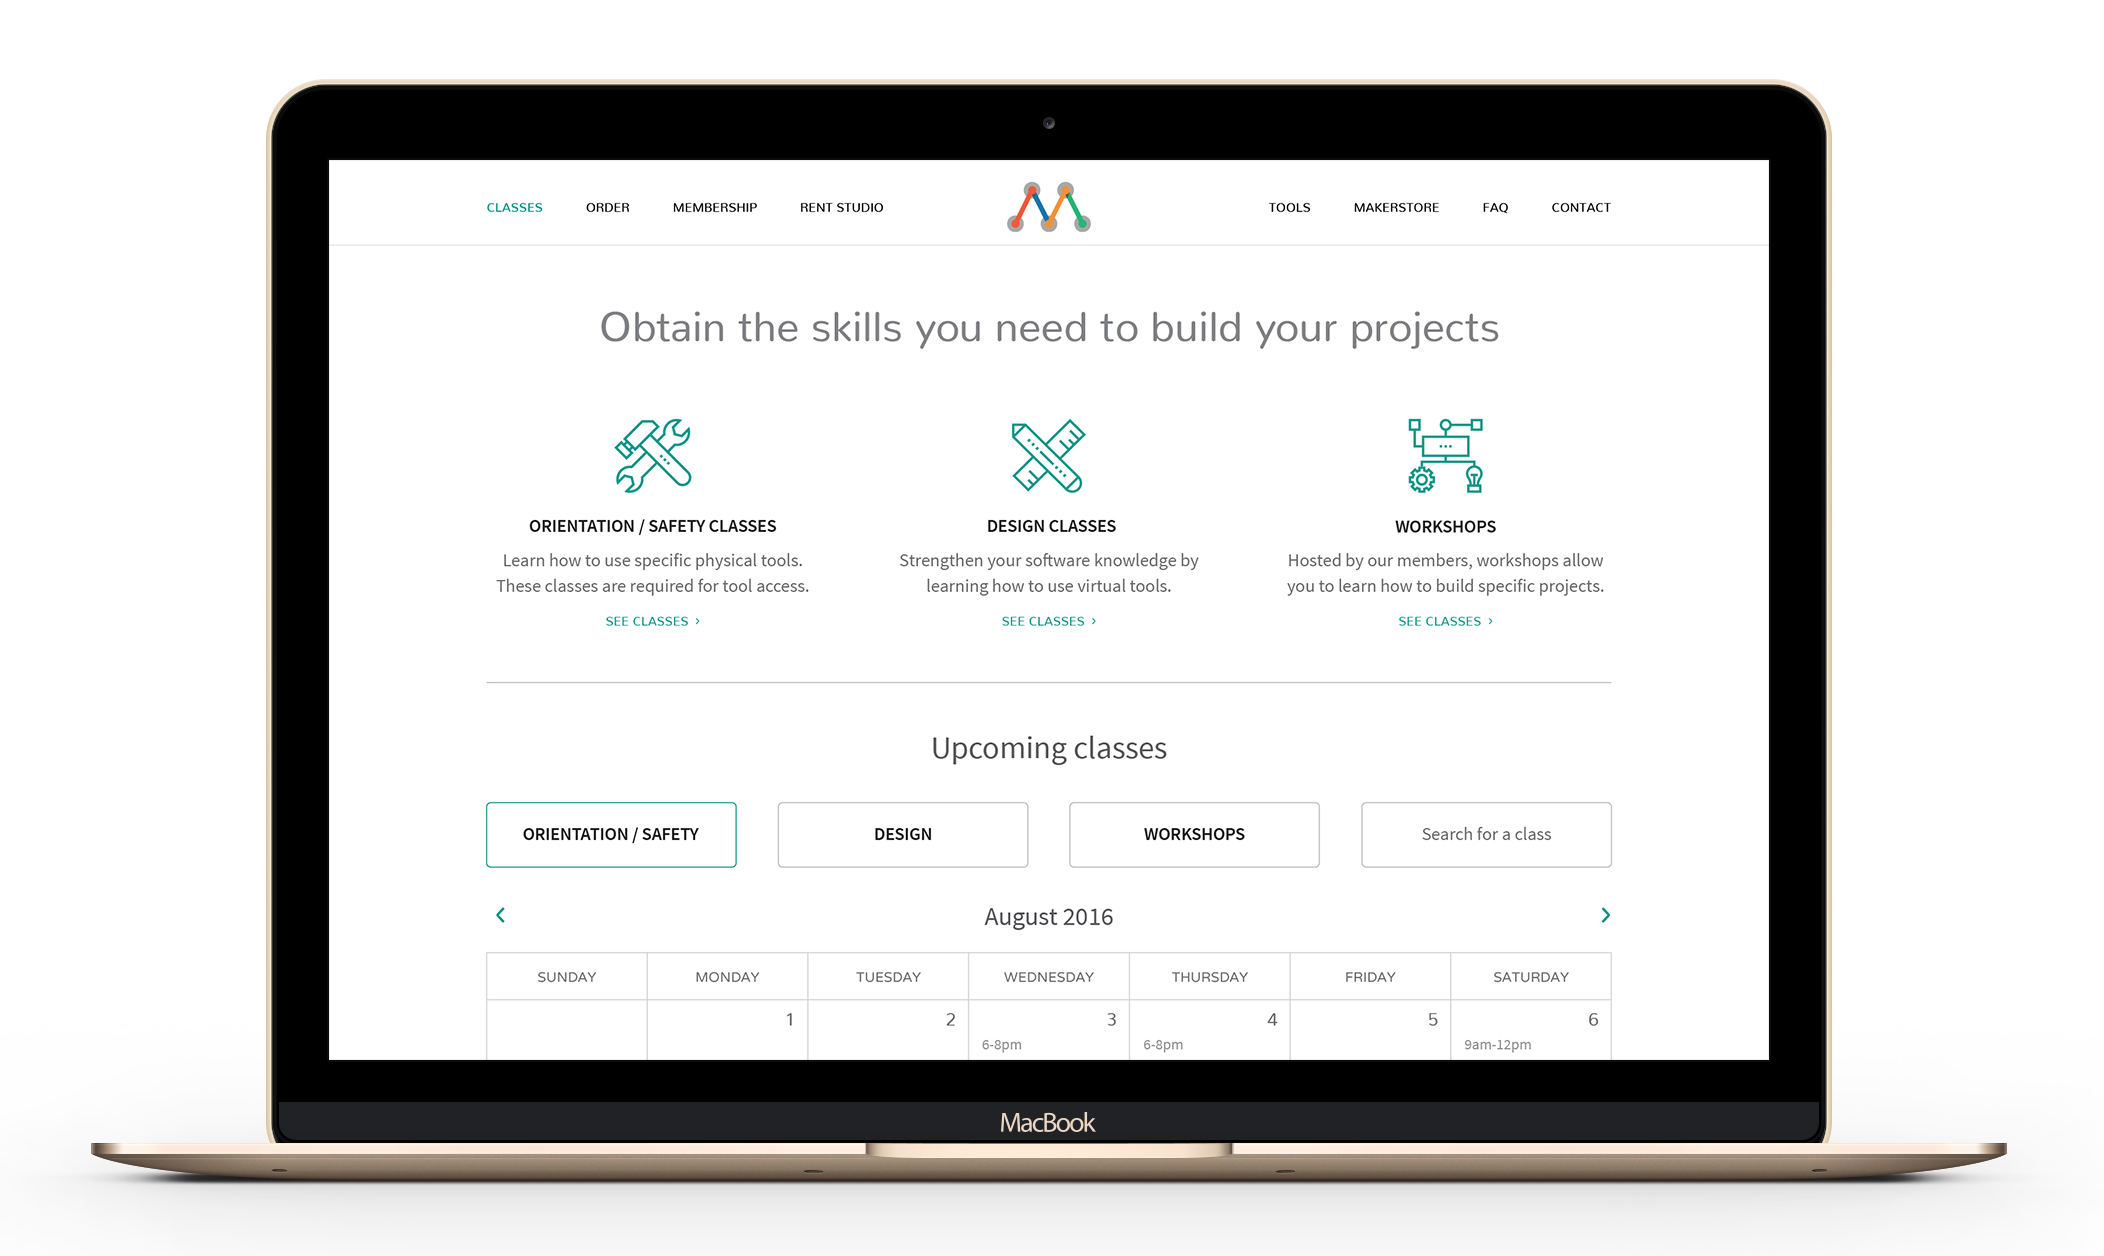 CLASSES ORDER MEMBERSHIP RENT STUDIO TOOLS MAKERSTORE FAQ CONTACT
Obtain the skills you need to build your projects
ORIENTATION / SAFETY CLASSES
Learn how to use specific physical tools.
These classes are required for tool access.
SEE CLASSES ›
DESIGN CLASSES
Strengthen your software knowledge by
learning how to use virtual tools.
SEE CLASSES ›
WORKSHOPS
Hosted by our members, workshops allow
you to learn how to build specific projects.
SEE CLASSES ›
Upcoming classes
ORIENTATION / SAFETY DESIGN WORKSHOPS Search for a class
August 2016
SUNDAY MONDAY TUESDAY WEDNESDAY THURSDAY FRIDAY SATURDAY
1 2 3 4 5 6
6-8pm 6-8pm 9am-12pm
MacBook